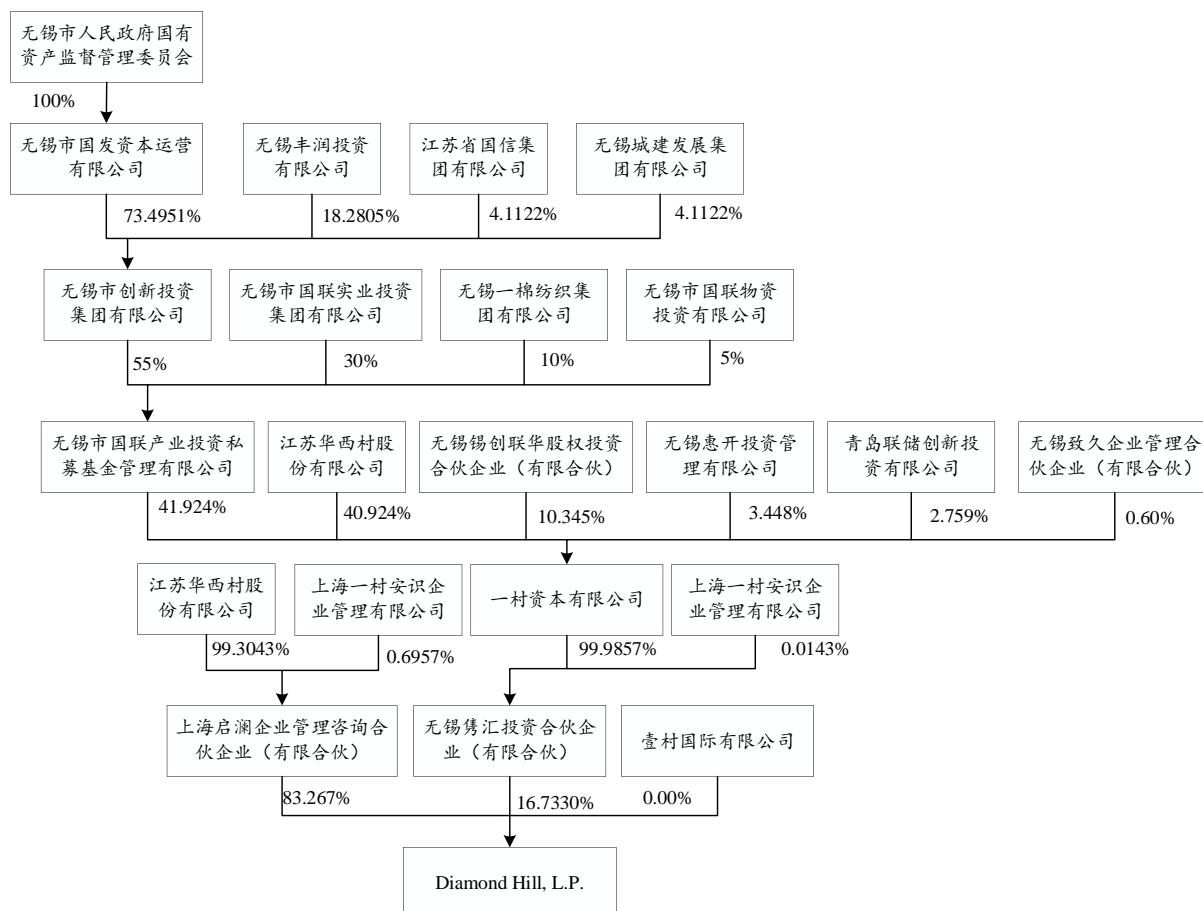 无锡市人民政府国有
资产监督管理委员会
100%
无锡市国发资本运营
有限公司
无锡丰润投资
有限公司
江苏省国信集
团有限公司
无锡城建发展集
团有限公司
73.4951%
18.2805%
4.1122%
4.1122%
无锡市创新投资
集团有限公司
无锡市国联实业投资
集团有限公司
无锡一棉纺织集
团有限公司
无锡市国联物资
投资有限公司
55%
30%
10%
5%
无锡市国联产业投资私
募基金管理有限公司
江苏华西村股
份有限公司
无锡锡创联华股权投资
合伙企业（有限合伙）
无锡惠开投资管
理有限公司
青岛联储创新投
资有限公司
无锡致久企业管理合
伙企业（有限合伙）
41.924%
40.924%
10.345%
3.448%
2.759%
0.60%
江苏华西村股
份有限公司
上海一村安识企
业管理有限公司
一村资本有限公司
上海一村安识企
业管理有限公司
99.3043%
0.6957%
99.9857%
0.0143%
上海启澜企业管理咨询合
伙企业（有限合伙）
无锡隽汇投资合伙企
业（有限合伙）
壹村国际有限公司
83.267%
16.7330%
0.00%
Diamond Hill, L.P.